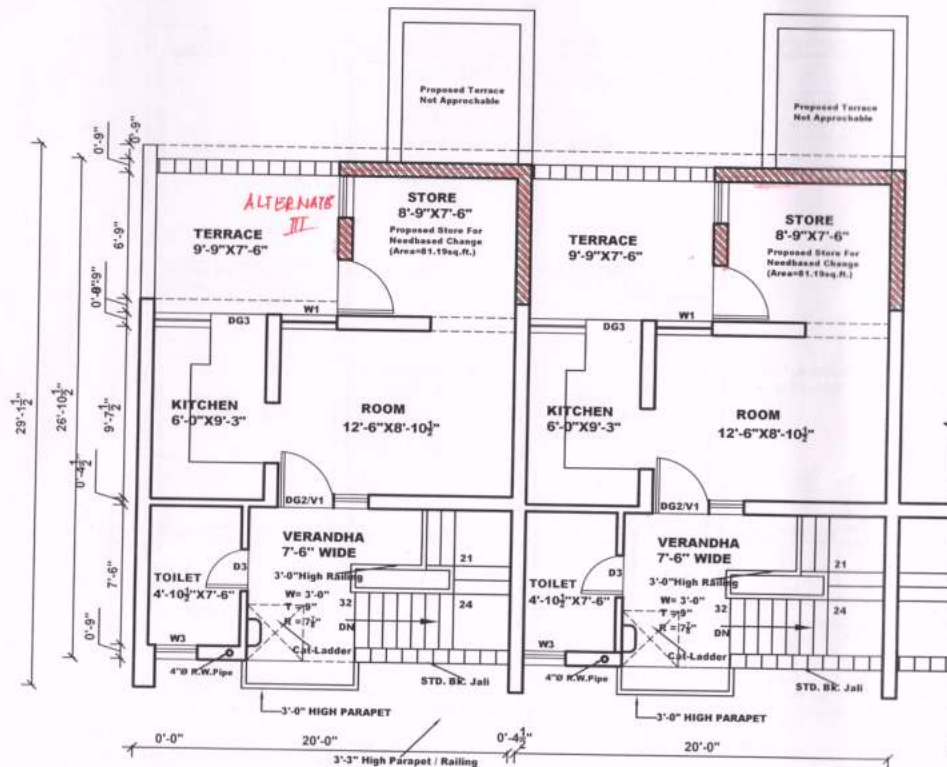 Proposed Terrace
Not Approchable
Proposed Terrace
Not Approchable
0'-9"
0'-9"
ALTERNATE
III
STORE
8'-9"X7'-6"
Proposed Store For
Needbased Change
(Area=81.19sq.ft.)
TERRACE
9'-9"X7'-6"
STORE
8'-9"X7'-6"
Proposed Store For
Needbased Change
(Area=81.19sq.ft.)
TERRACE
9'-9"X7'-6"
6'-9"
W1
DG3
W1
DG3
29'-1½"
26'-10½"
9'-7½"
KITCHEN
6'-0"X9'-3"
ROOM
12'-6"X8'-10½"
KITCHEN
6'-0"X9'-3"
ROOM
12'-6"X8'-10½"
0'-4½"
DG2/V1
DG2/V1
VERANDHA
7'-6" WIDE
VERANDHA
7'-6" WIDE
7'-6"
D3
21
3'-0"High Railing
D3
21
3'-0"High Railing
TOILET
4'-10½"X7'-6"
W= 3'-0"
T = 9"
R = 7⅞"
32
24
DN
TOILET
4'-10½"X7'-6"
W= 3'-0"
T = 9"
R = 7⅞"
32
24
DN
0'-9"
W3
Cat-Ladder
W3
Cat-Ladder
4"Ø R.W.Pipe
STD. Bk. Jali
4"Ø R.W.Pipe
STD. Bk. Jali
3'-0" HIGH PARAPET
3'-0" HIGH PARAPET
0'-0"
20'-0"
0'-4½"
20'-0"
3'-3" High Parapet / Railing